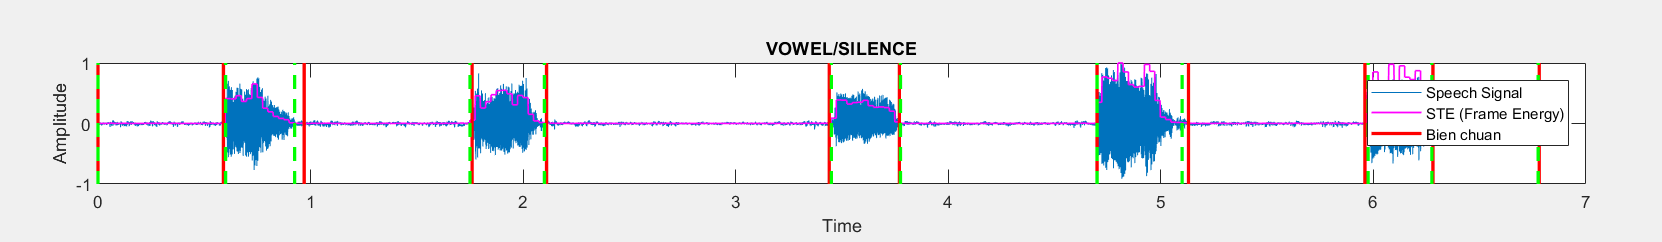 VOWEL/SILENCE
Amplitude
1
0
-1
Speech Signal
STE (Frame Energy)
Bien chuan
0 1 2 3 4 5 6 7
Time